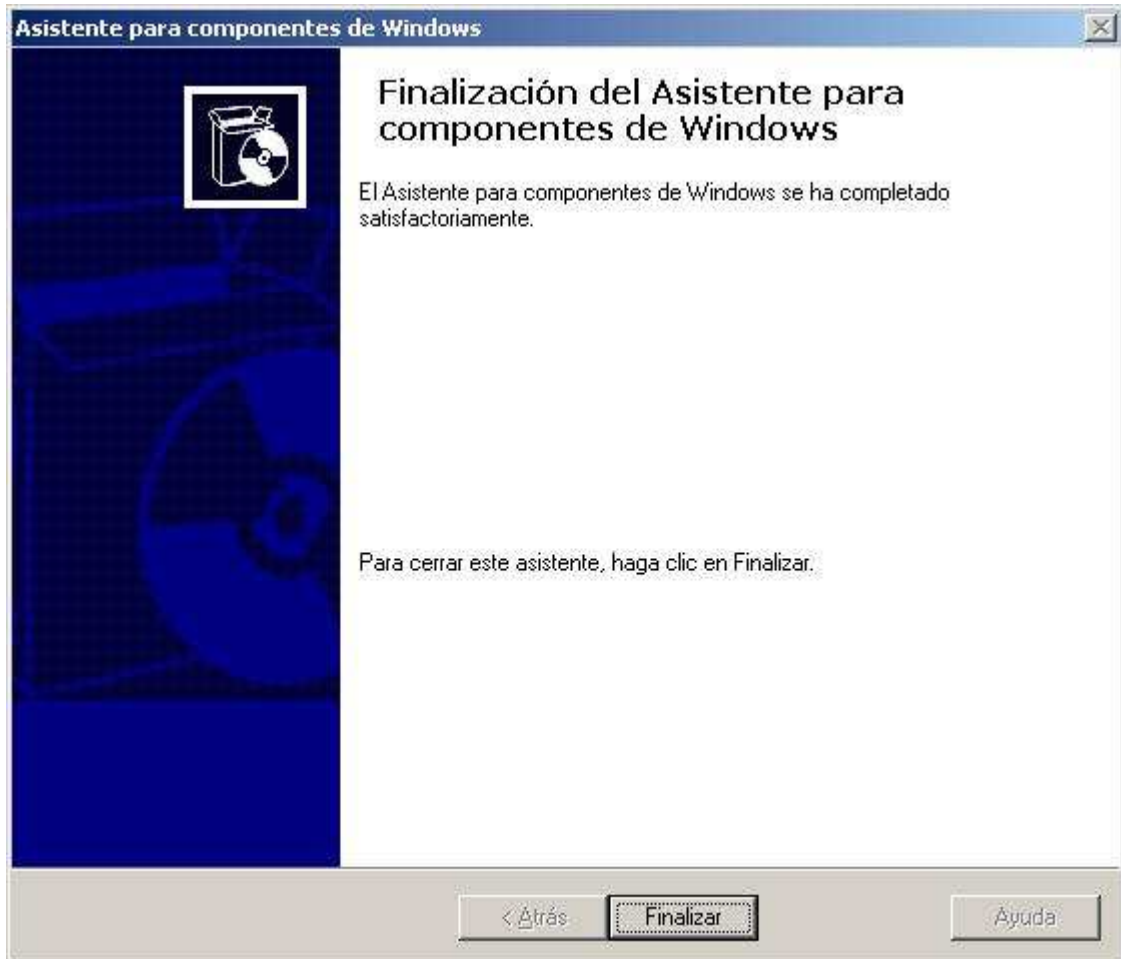 Asistente para componentes de Windows
Finalización del Asistente para
componentes de Windows
El Asistente para componentes de Windows se ha completado
satisfactoriamente.
Para cerrar este asistente, haga clic en Finalizar.
< Atrás
Finalizar
Ayuda